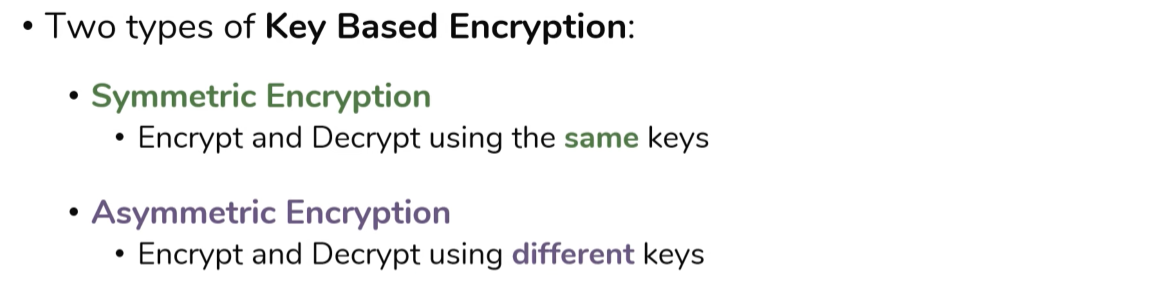 • Two types of Key Based Encryption:
• Symmetric Encryption
• Encrypt and Decrypt using the same keys
• Asymmetric Encryption
• Encrypt and Decrypt using different keys